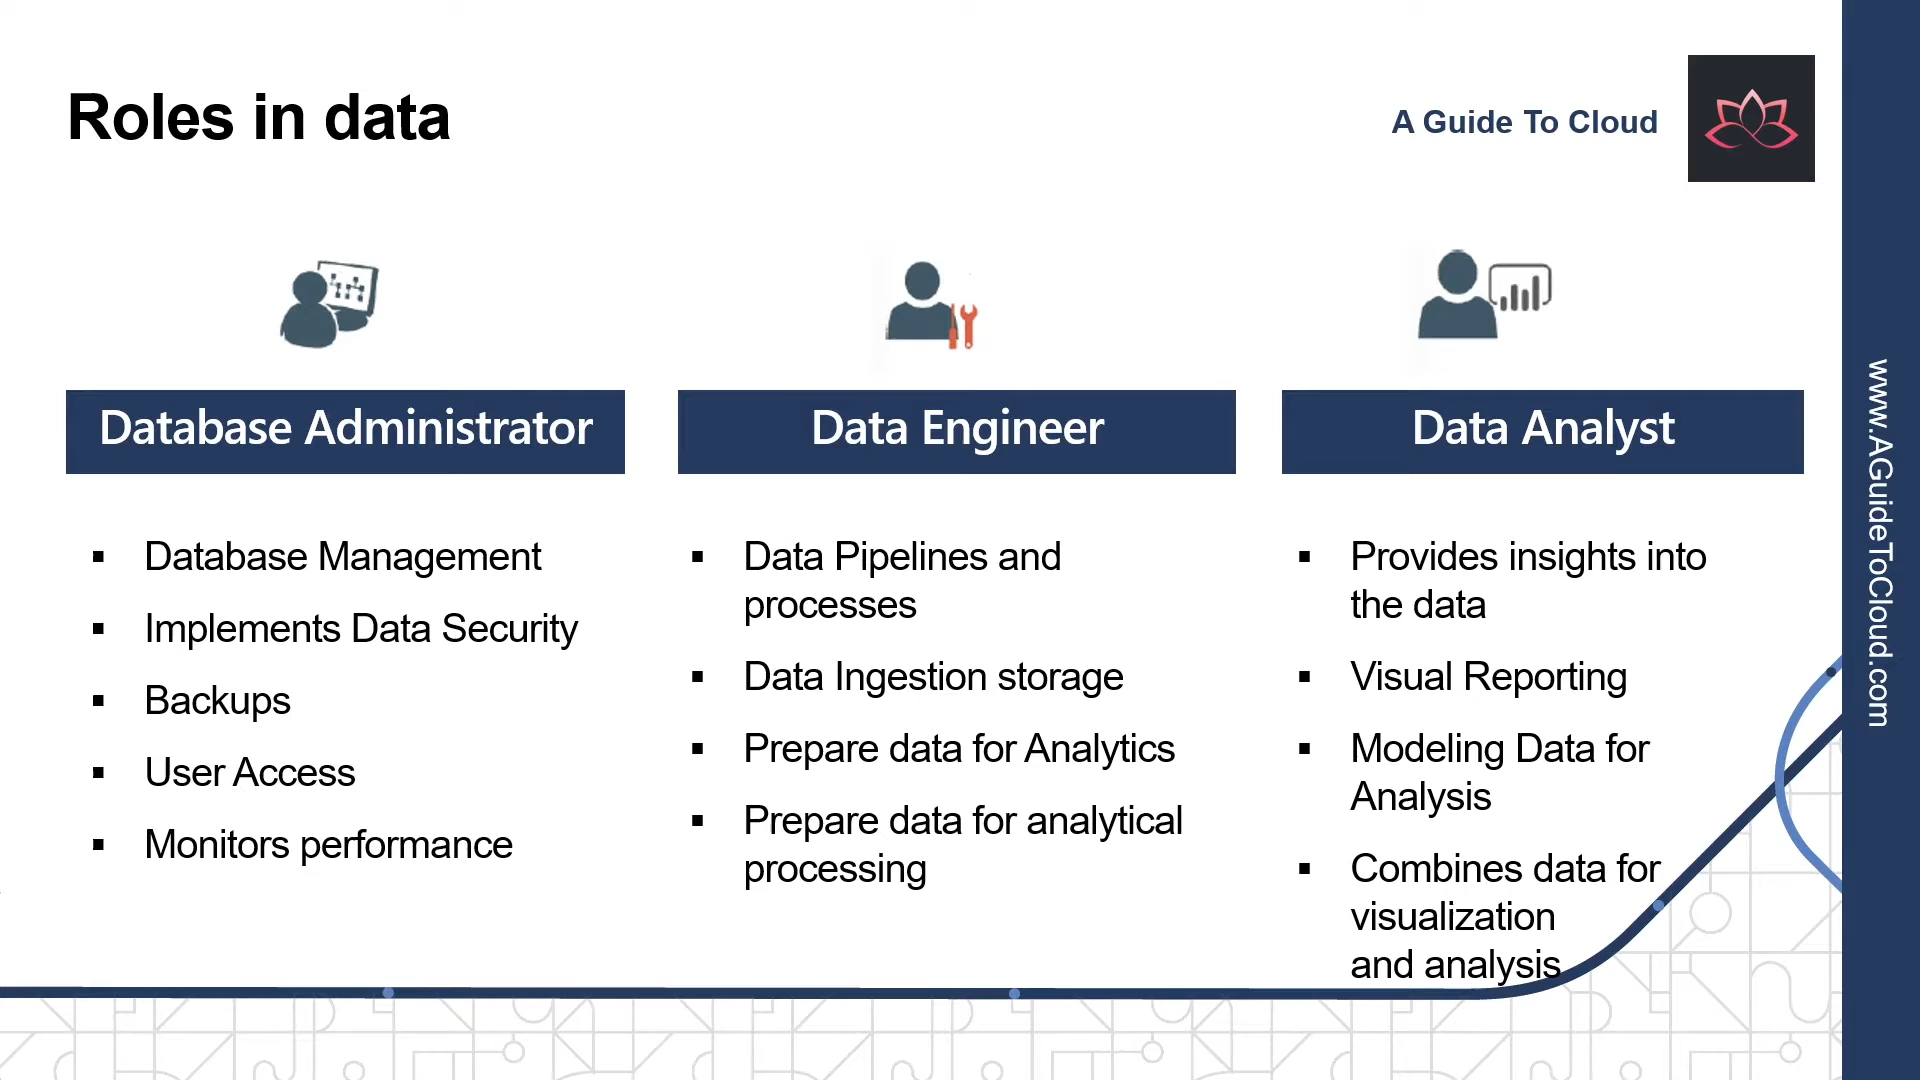 Roles in data
A Guide To Cloud
Database Administrator
▪ Database Management
▪ Implements Data Security
▪ Backups
▪ User Access
▪ Monitors performance
Data Engineer
▪ Data Pipelines and
processes
▪ Data Ingestion storage
▪ Prepare data for Analytics
▪ Prepare data for analytical
processing
Data Analyst
▪ Provides insights into
the data
▪ Visual Reporting
▪ Modeling Data for
Analysis
▪ Combines data for
visualization
and analysis
www.AGuideToCloud.com